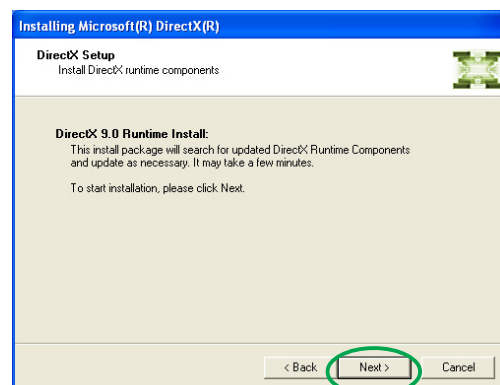 Installing Microsoft(R) DirectX(R)
DirectX Setup
Install DirectX runtime components
DirectX 9.0 Runtime Install:
This install package will search for updated DirectX Runtime Components
and update as necessary. It may take a few minutes.
To start installation, please click Next.
< Back
Next >
Cancel